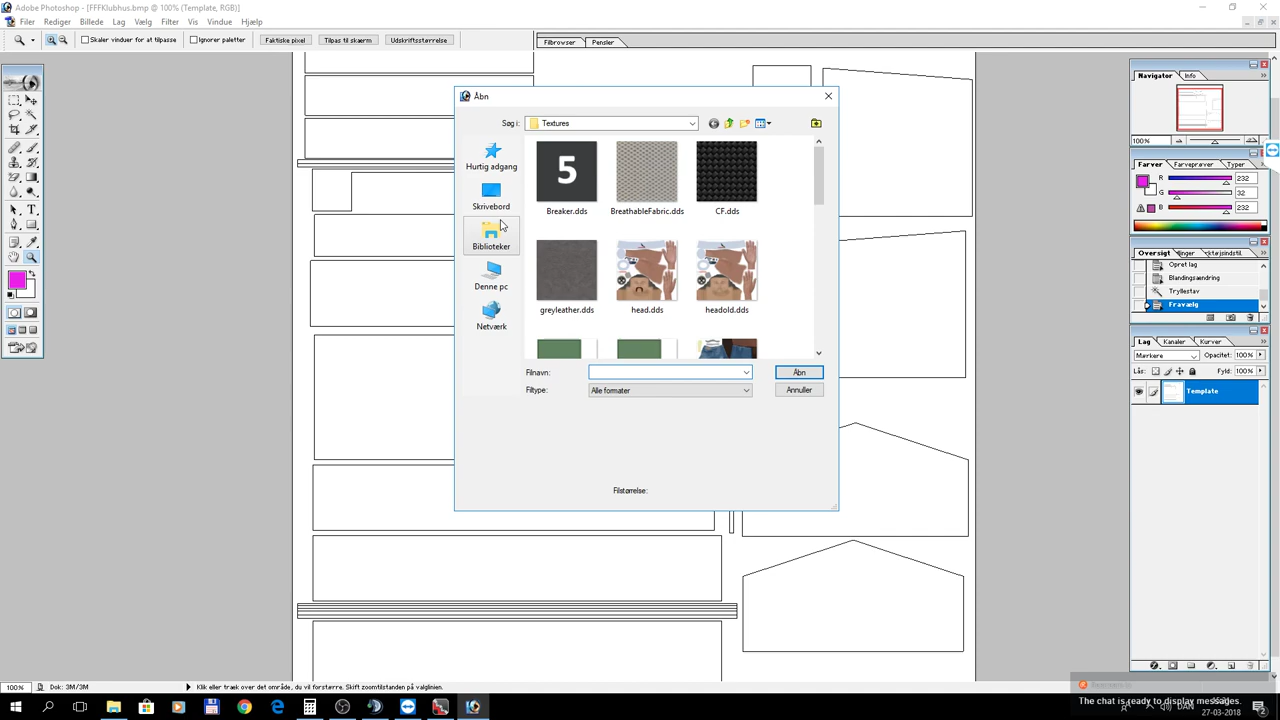 Adobe Photoshop - [FFFKlubhus.bmp @ 100% (Template, RGB)]
Filer Rediger Billede Lag Vælg Filter Vis Vindue Hjælp
Skaler vinduer for at tilpasse Ignorer paletter Faktiske pixel Tilpas til skærm Udskriftsstørrelse Filbrowser Pensler
Åbn
Søg i: Textures
Hurtig adgang
Skrivebord
Biblioteker
Denne pc
Netværk
5
Breaker.dds BreathableFabric.dds CF.dds
greyleather.dds head.dds headold.dds
Filnavn: Åbn
Filtype: Alle formater Annuller
Filstørrelse:
Navigator Info
100%
Farver Farveprøver Typer
R 232
G 32
B 232
Oversigt
Opret lag
Blandingsændring
Tryllestav
Fravælg
Lag Kanaler Kurver
Mørkere Opacitet: 100%
Lås: Fyld: 100%
Template
100% Dok: 3M/3M Klik eller træk over det område, du vil forstørre. Skift zoomtilstanden på valglinien.
The chat is ready to display messages.
DAN
27-03-2018
2